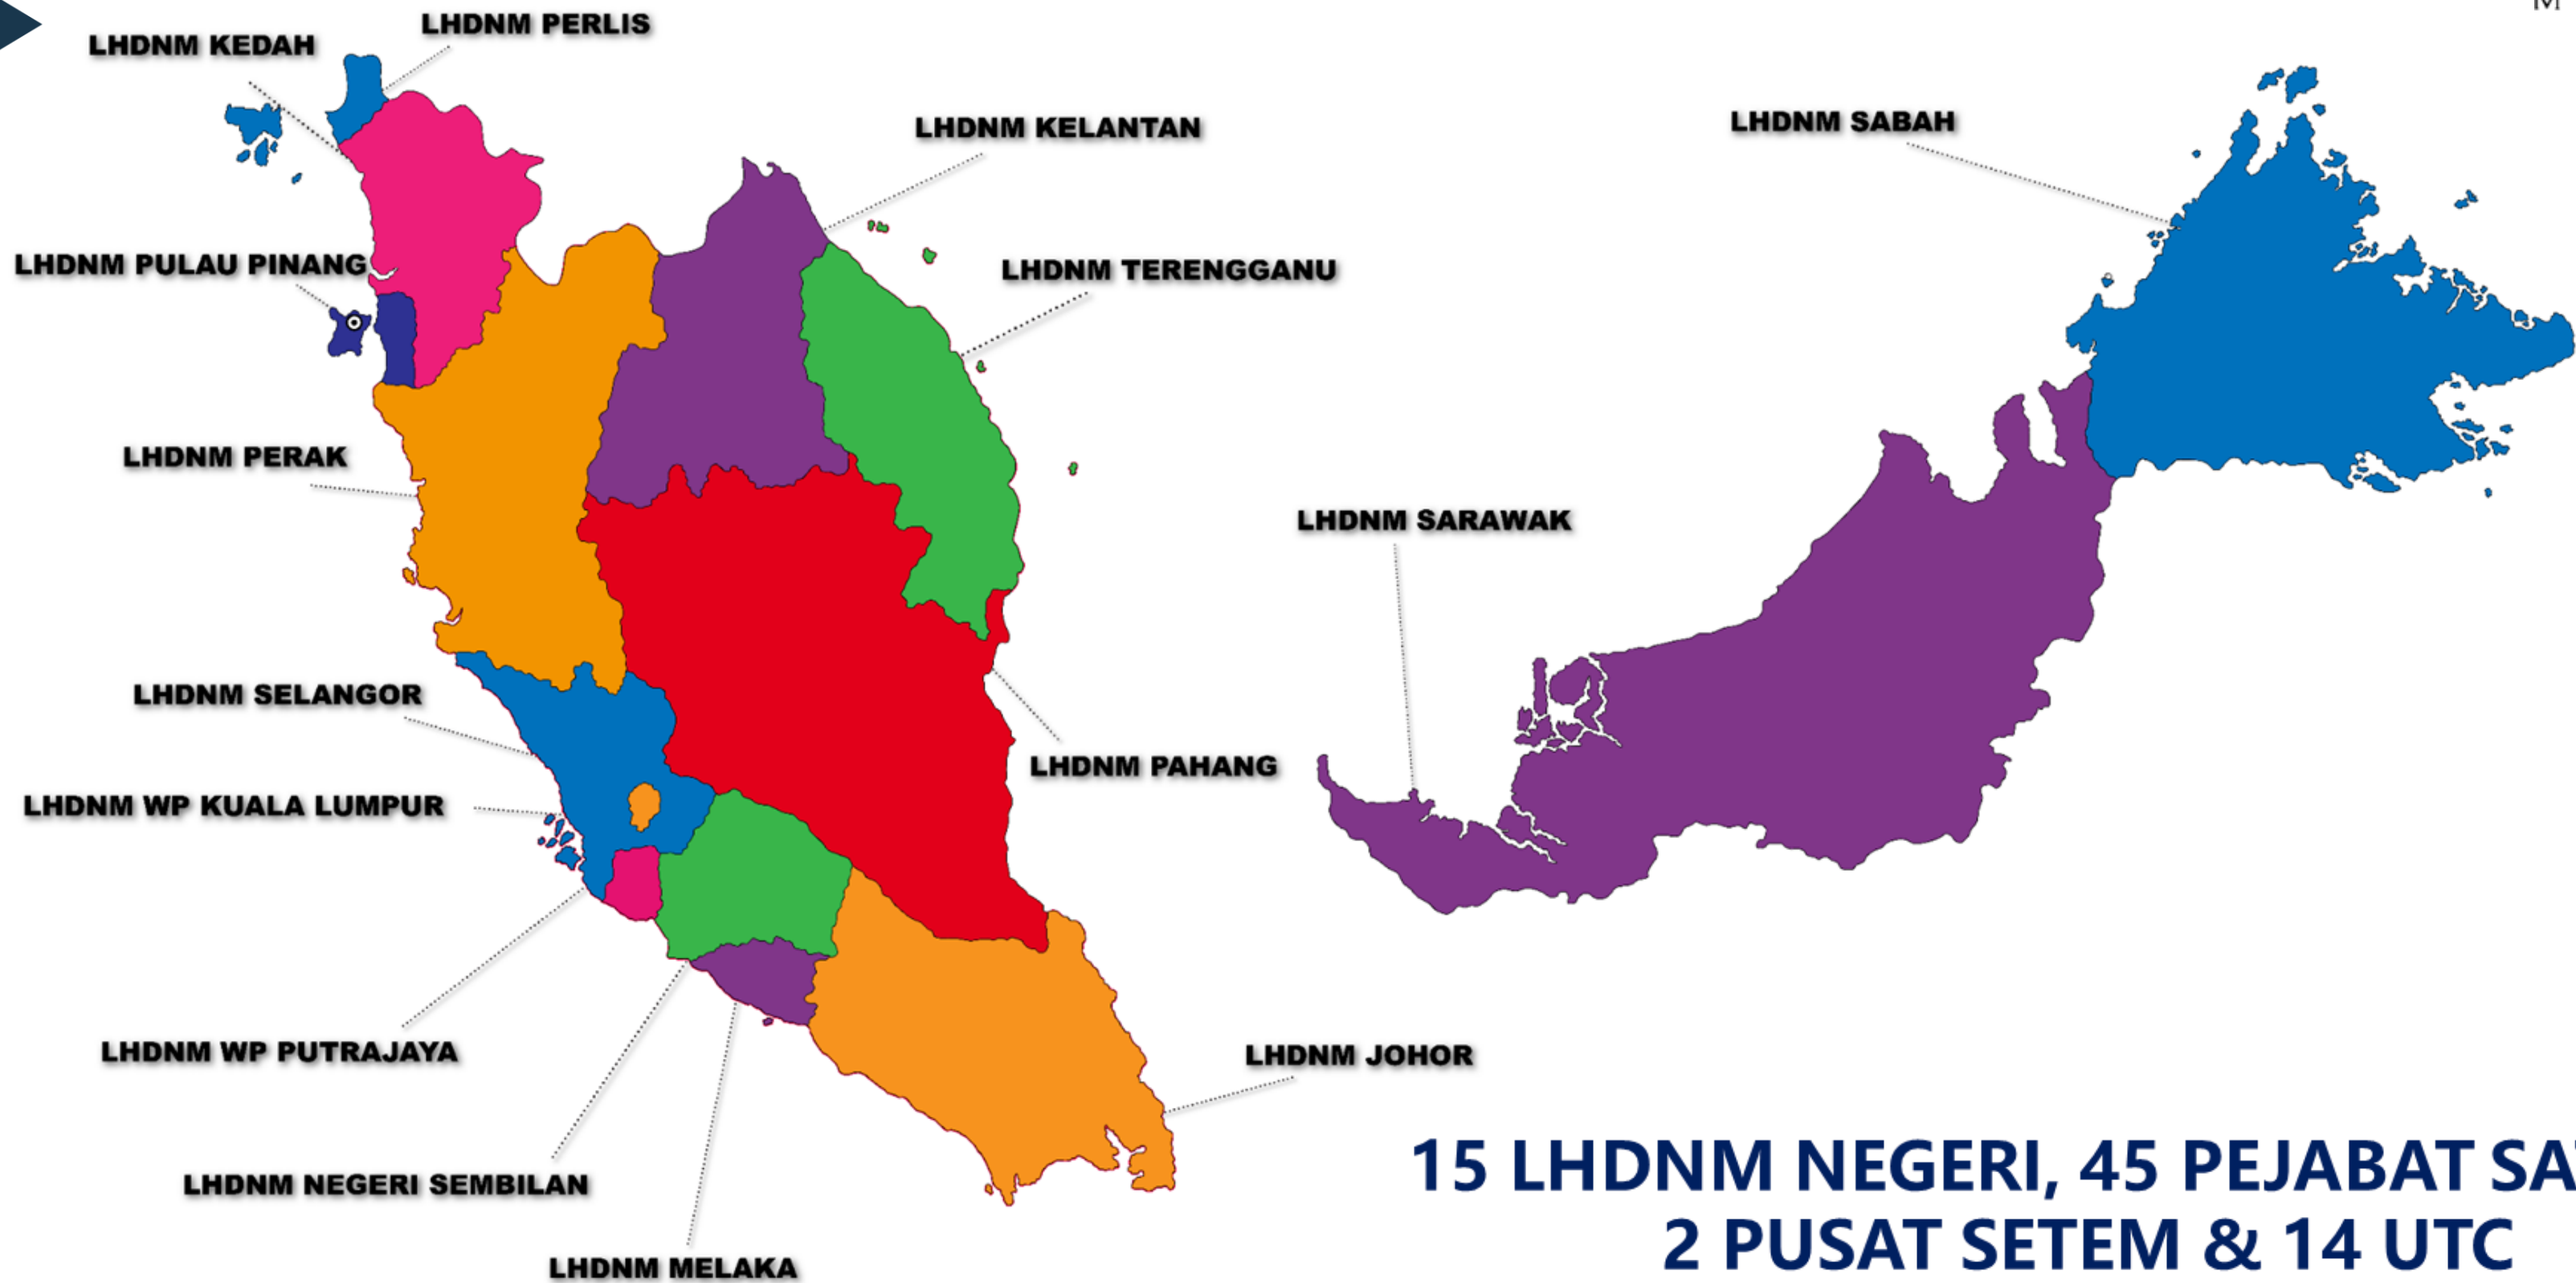 LHDNM PERLIS
LHDNM KEDAH
LHDNM KELANTAN
LHDNM SABAH
LHDNM PULAU PINANG
LHDNM TERENGGANU
LHDNM PERAK
LHDNM SARAWAK
LHDNM SELANGOR
LHDNM PAHANG
LHDNM WP KUALA LUMPUR
LHDNM WP PUTRAJAYA
LHDNM JOHOR
LHDNM NEGERI SEMBILAN
LHDNM MELAKA
15 LHDNM NEGERI, 45 PEJABAT
2 PUSAT SETEM & 14 UTC